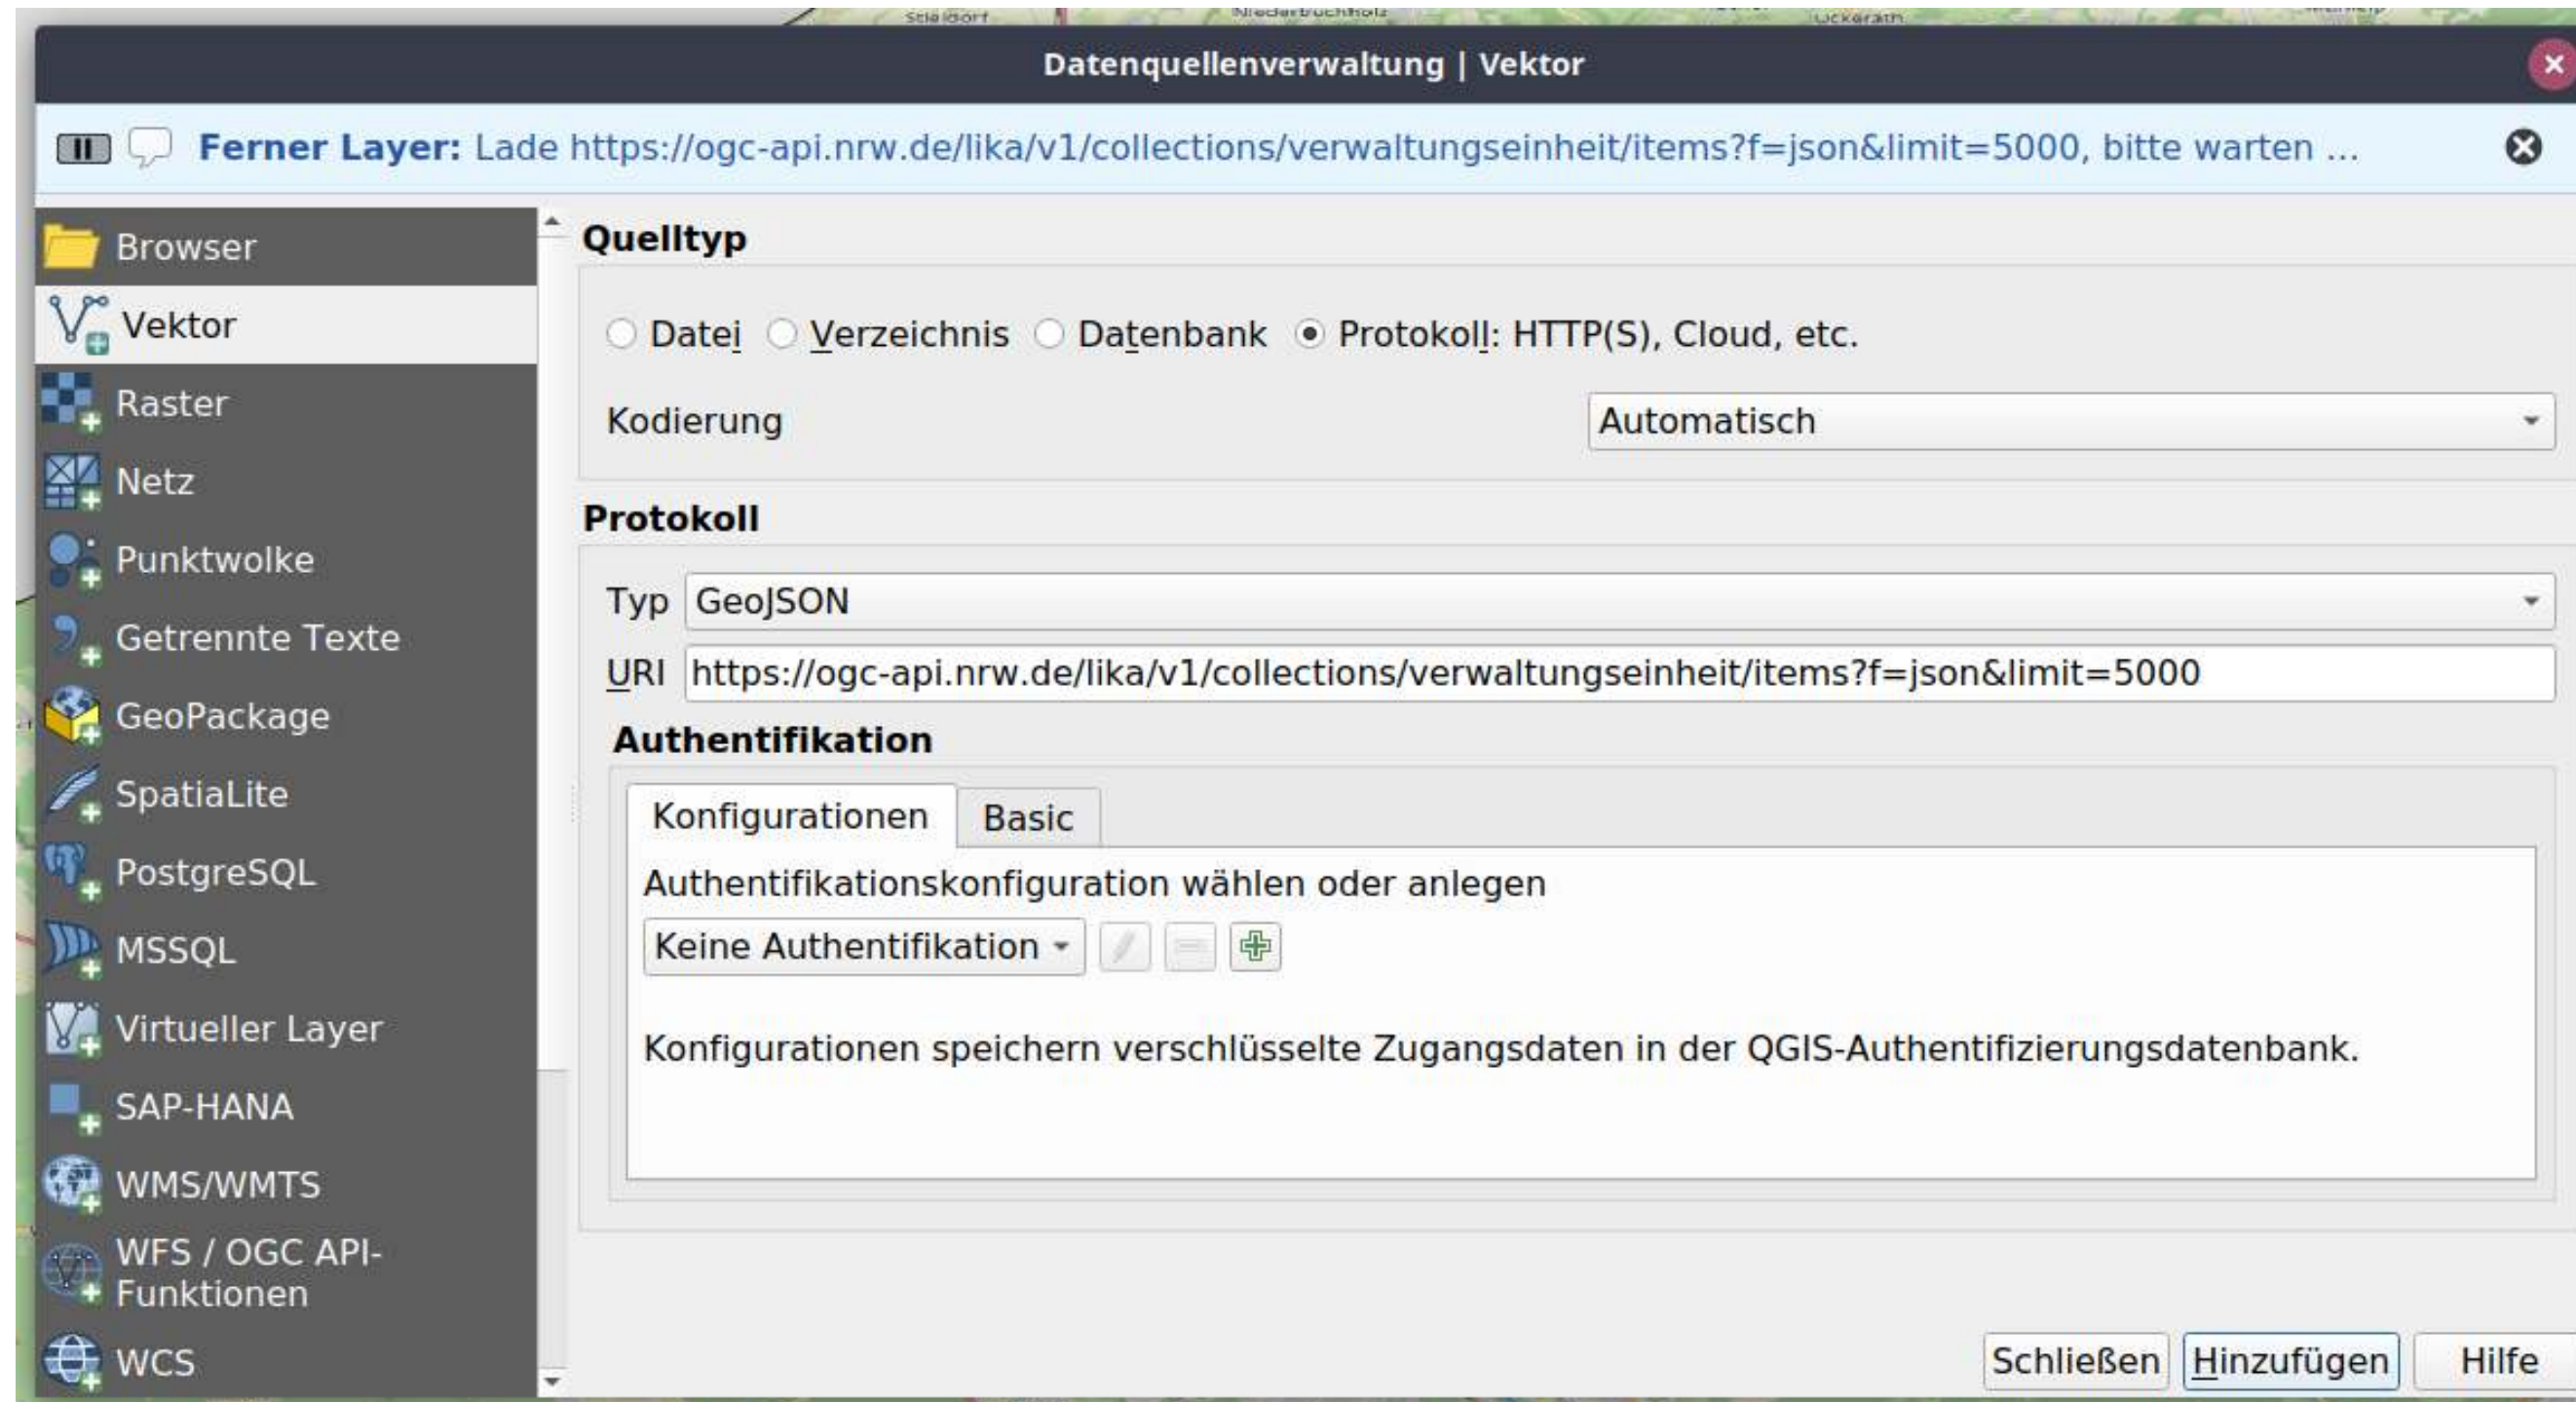 Niederbuchholz
Uckerath
Datenquellenverwaltung | Vektor
Ferner Layer: Lade https://ogc-api.nrw.de/lika/v1/collections/verwaltungseinheit/items?f=json&limit=5000, bitte warten ...
Browser
Vektor
Raster
Netz
Punktwolke
Getrennte Texte
GeoPackage
SpatiaLite
PostgreSQL
MSSQL
Virtueller Layer
SAP-HANA
WMS/WMTS
WFS / OGC API-
Funktionen
WCS
Quelltyp
Datei Verzeichnis Datenbank Protokoll: HTTP(S), Cloud, etc.
Kodierung Automatisch
Protokoll
Typ GeoJSON
URI https://ogc-api.nrw.de/lika/v1/collections/verwaltungseinheit/items?f=json&limit=5000
Authentifikation
Konfigurationen Basic
Authentifikationskonfiguration wählen oder anlegen
Keine Authentifikation
Konfigurationen speichern verschlüsselte Zugangsdaten in der QGIS-Authentifizierungsdatenbank.
Schließen Hinzufügen Hilfe